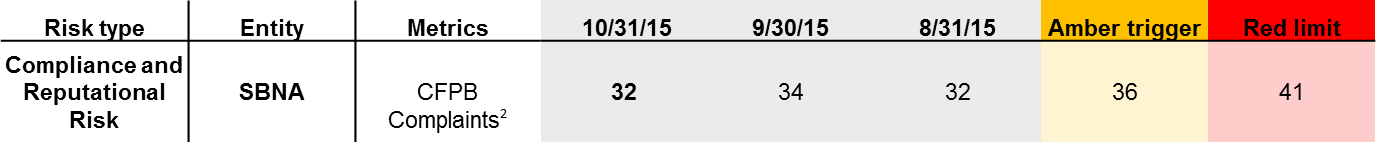 Risk type Entity Metrics 10/31/15 9/30/15 8/31/15 Amber trigger Red limit
Compliance and
Reputational
Risk
SBNA
CFPB
Complaints2
32 34 32 36 41